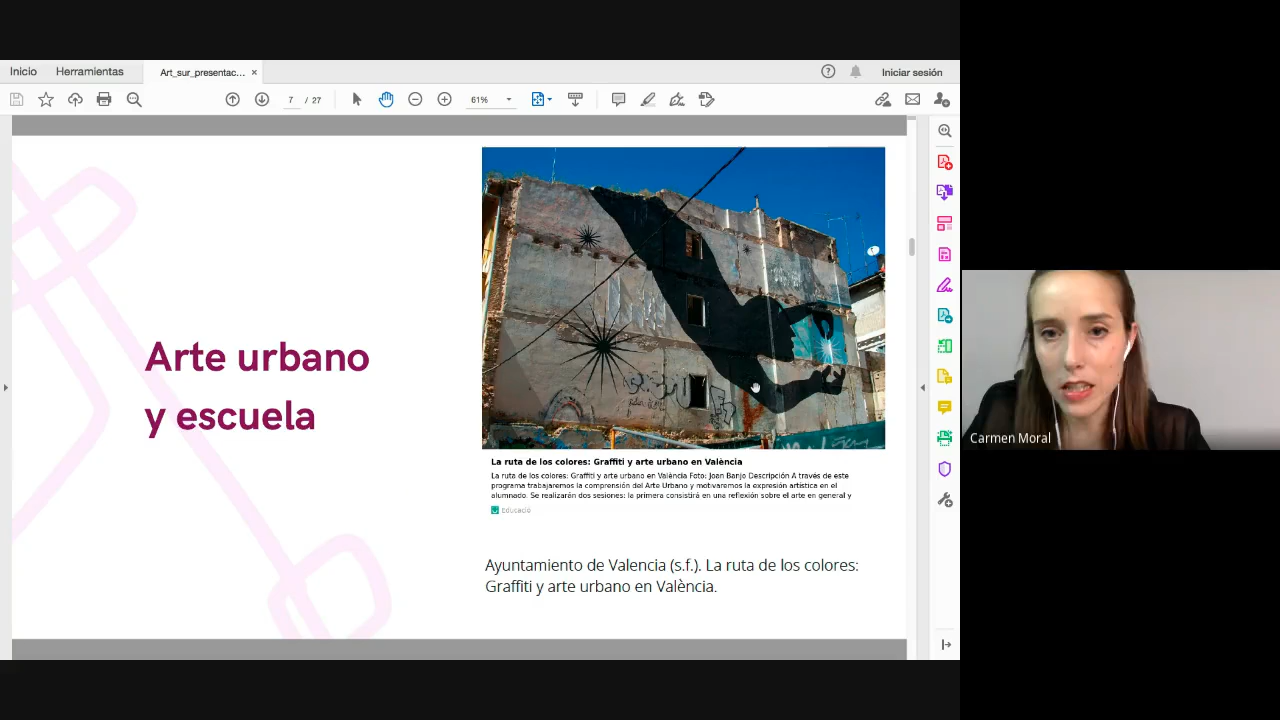 Inicio
Herramientas
Art_sur_presentac...
Iniciar sesión
7 / 27
61%
Arte urbano
y escuela
La ruta de los colores: Graffiti y arte urbano en València
La ruta de los colores: Graffiti y arte urbano en València Foto: Joan Banjo Descripción A través de este
programa trabajaremos la comprensión del Arte Urbano y motivaremos la expresión artística en el
alumnado. Se realizarán dos sesiones: la primera consistirá en una reflexión sobre el arte en general y
Educació
Ayuntamiento de Valencia (s.f.). La ruta de los colores:
Graffiti y arte urbano en València.
Carmen Moral